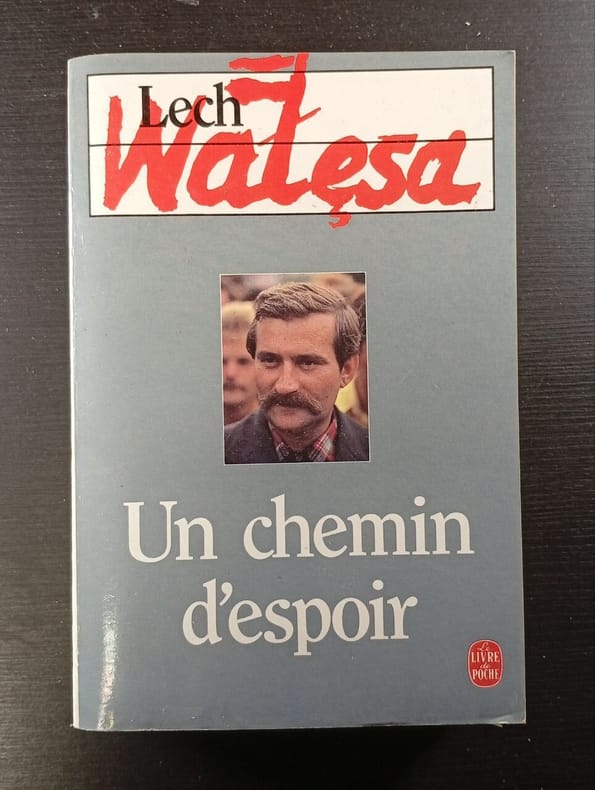 Lech
Wałęsa
Un chemin
d'espoir
Le
LIVRE
de
POCHE